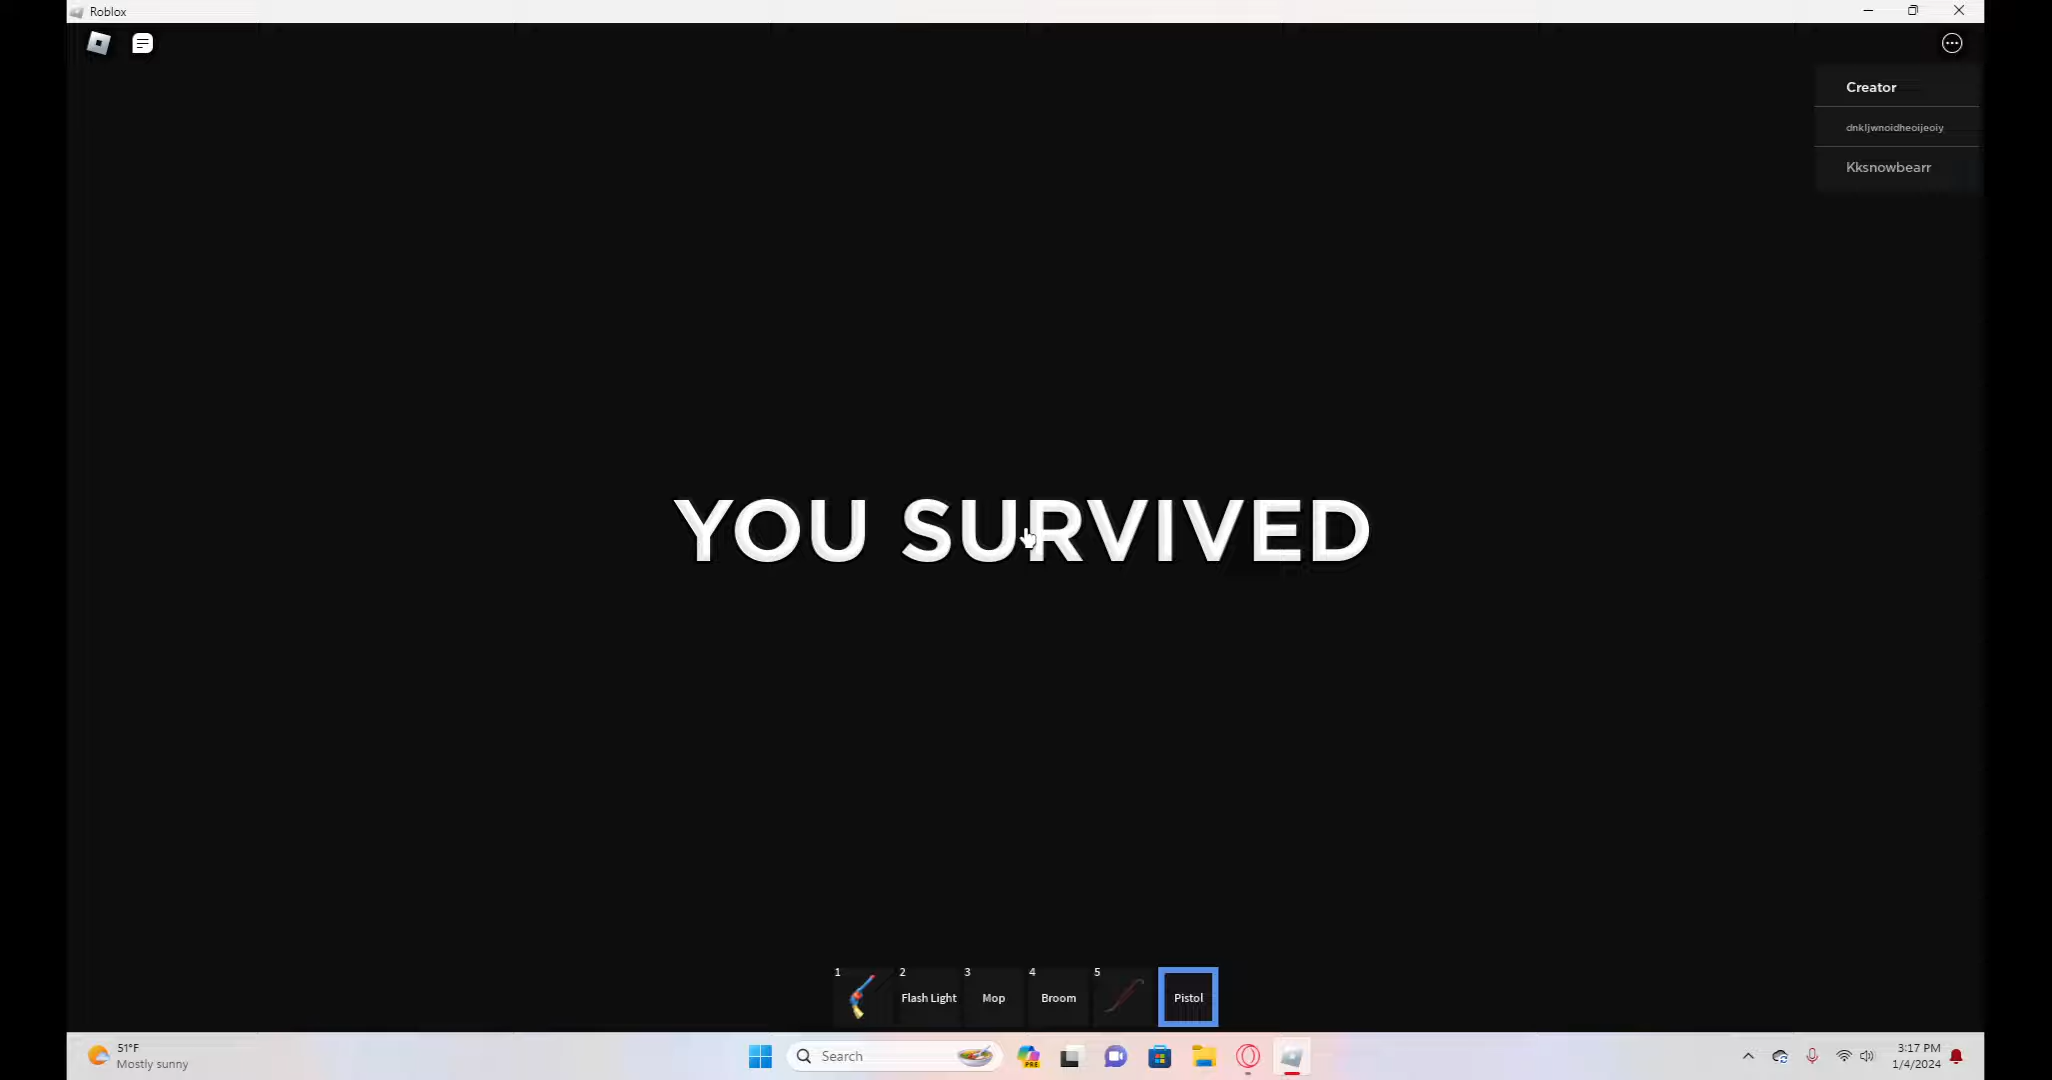 Roblox
Creator
dnkljwnoidheoijeoiy
Kksnowbearr
YOU SURVIVED
1
2
3
4
5
Flash Light
Mop
Broom
Pistol
51°F
Mostly sunny
Search
PRE
3:17 PM
1/4/2024